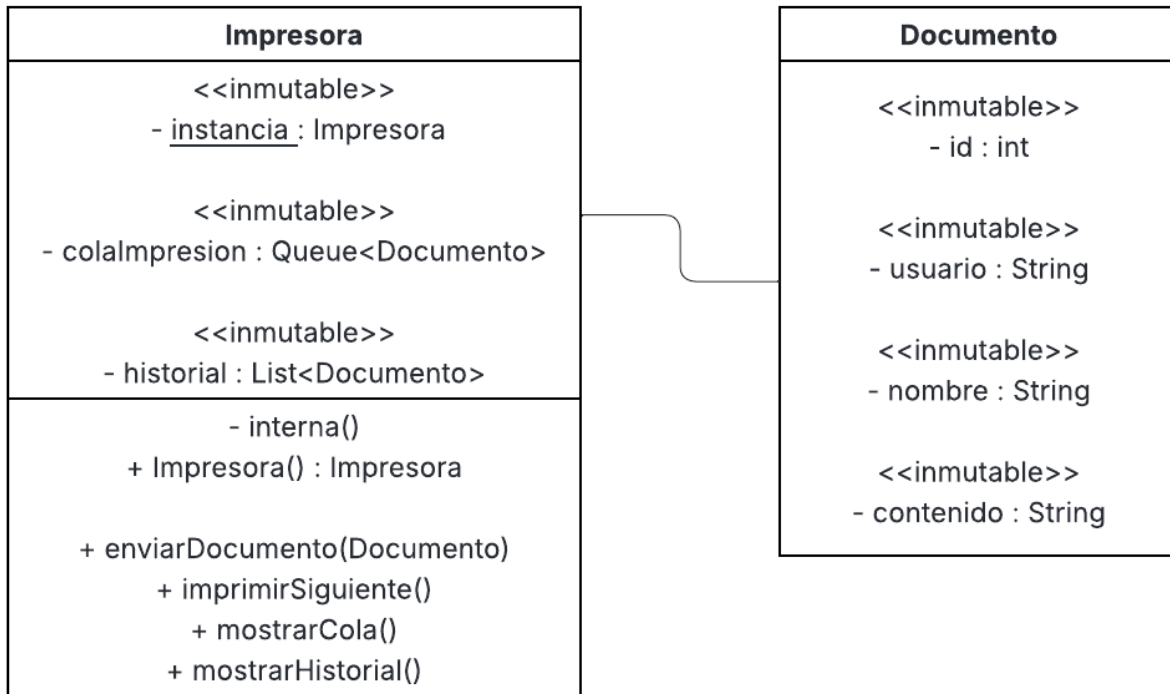 Impresora
<<inmutable>>
- instancia : Impresora
<<inmutable>>
- colaImpresion : Queue<Documento>
<<inmutable>>
- historial : List<Documento>
- interna()
+ Impresora() : Impresora
+ enviarDocumento(Documento)
+ imprimirSiguiente()
+ mostrarCola()
+ mostrarHistorial()
Documento
<<inmutable>>
- id : int
<<inmutable>>
- usuario : String
<<inmutable>>
- nombre : String
<<inmutable>>
- contenido : String